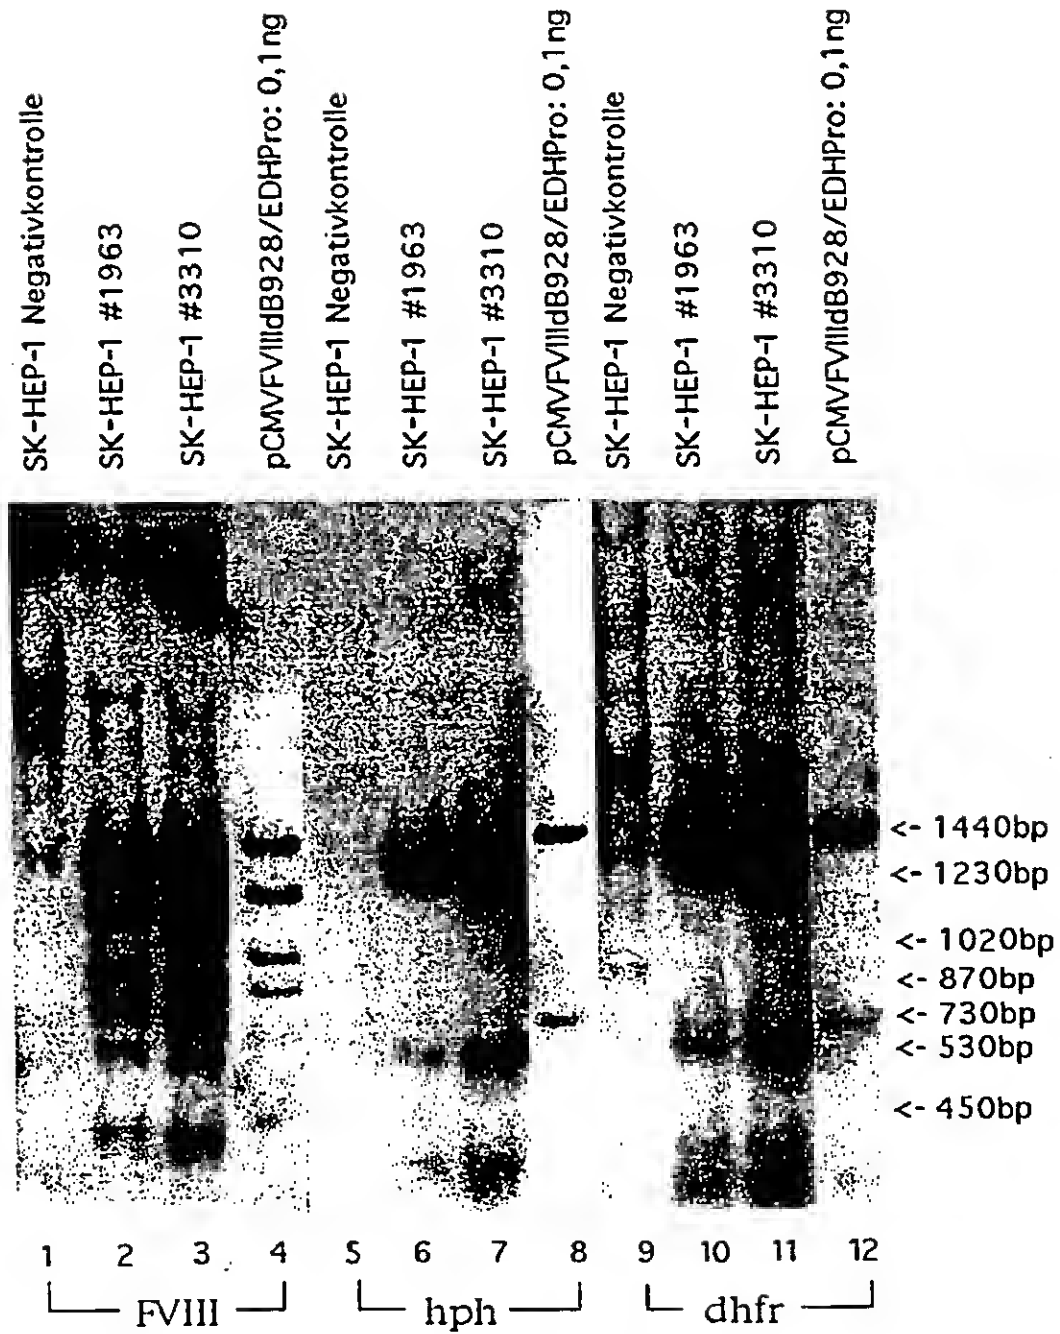 SK-HEP-1 Negativkontrolle
SK-HEP-1 #1963
SK-HEP-1 #3310
pCMVFVIIIdB928/EDHPro: 0,1ng
SK-HEP-1 Negativkontrolle
SK-HEP-1 #1963
SK-HEP-1 #3310
pCMVFVIIIdB928/EDHPro: 0,1ng
SK-HEP-1 Negativkontrolle
SK-HEP-1 #1963
SK-HEP-1 #3310
pCMVFVIIIdB928/EDHPro: 0,1ng
<- 1440bp
<- 1230bp
<- 1020bp
<- 870bp
<- 730bp
<- 530bp
<- 450bp
1 2 3 4 5 6 7 8 9 10 11 12
FVIII hph dhfr